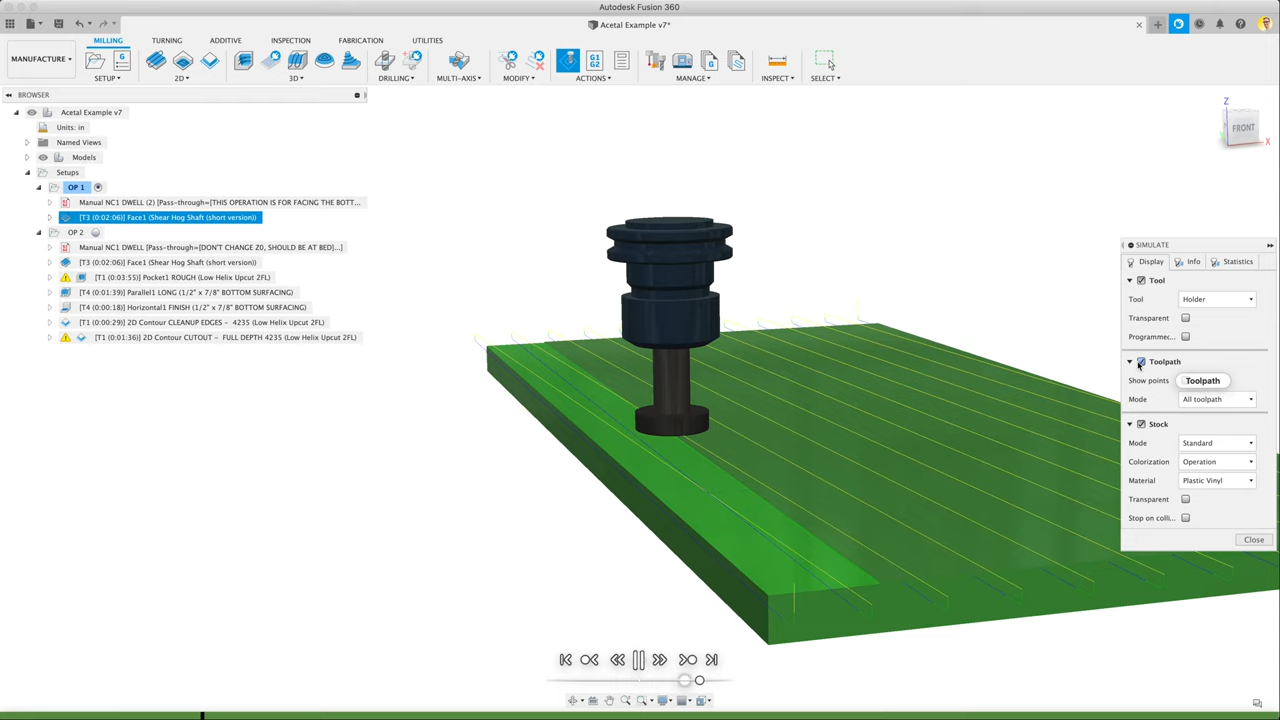 Autodesk Fusion 360
Acetal Example v7*
MANUFACTURE
MILLING TURNING ADDITIVE INSPECTION FABRICATION UTILITIES
G1 G2
SETUP 2D 3D DRILLING MULTI-AXIS MODIFY ACTIONS MANAGE INSPECT SELECT
BROWSER
Acetal Example v7
Units: in
Named Views
Models
Setups
OP 1
Manual NC1 DWELL (2) [Pass-through=[THIS OPERATION IS FOR FACING THE BOTT...
[T3 (0:02:06)] Face1 (Shear Hog Shaft (short version))
OP 2
Manual NC1 DWELL [Pass-through=[DON'T CHANGE Z0, SHOULD BE AT BED]...]
[T3 (0:02:06)] Face1 (Shear Hog Shaft (short version))
[T1 (0:03:55)] Pocket1 ROUGH (Low Helix Upcut 2FL)
[T4 (0:01:39)] Parallel1 LONG (1/2" x 7/8" BOTTOM SURFACING)
[T4 (0:00:18)] Horizontal1 FINISH (1/2" x 7/8" BOTTOM SURFACING)
[T1 (0:00:29)] 2D Contour CLEANUP EDGES - 4235 (Low Helix Upcut 2FL)
[T1 (0:01:36)] 2D Contour CUTOUT - FULL DEPTH 4235 (Low Helix Upcut 2FL)
Z
FRONT
X
SIMULATE
Display Info Statistics
Tool
Tool Holder
Transparent
Programmec...
Toolpath
Show points Toolpath
Mode All toolpath
Stock
Mode Standard
Colorization Operation
Material Plastic Vinyl
Transparent
Stop on colli...
Close